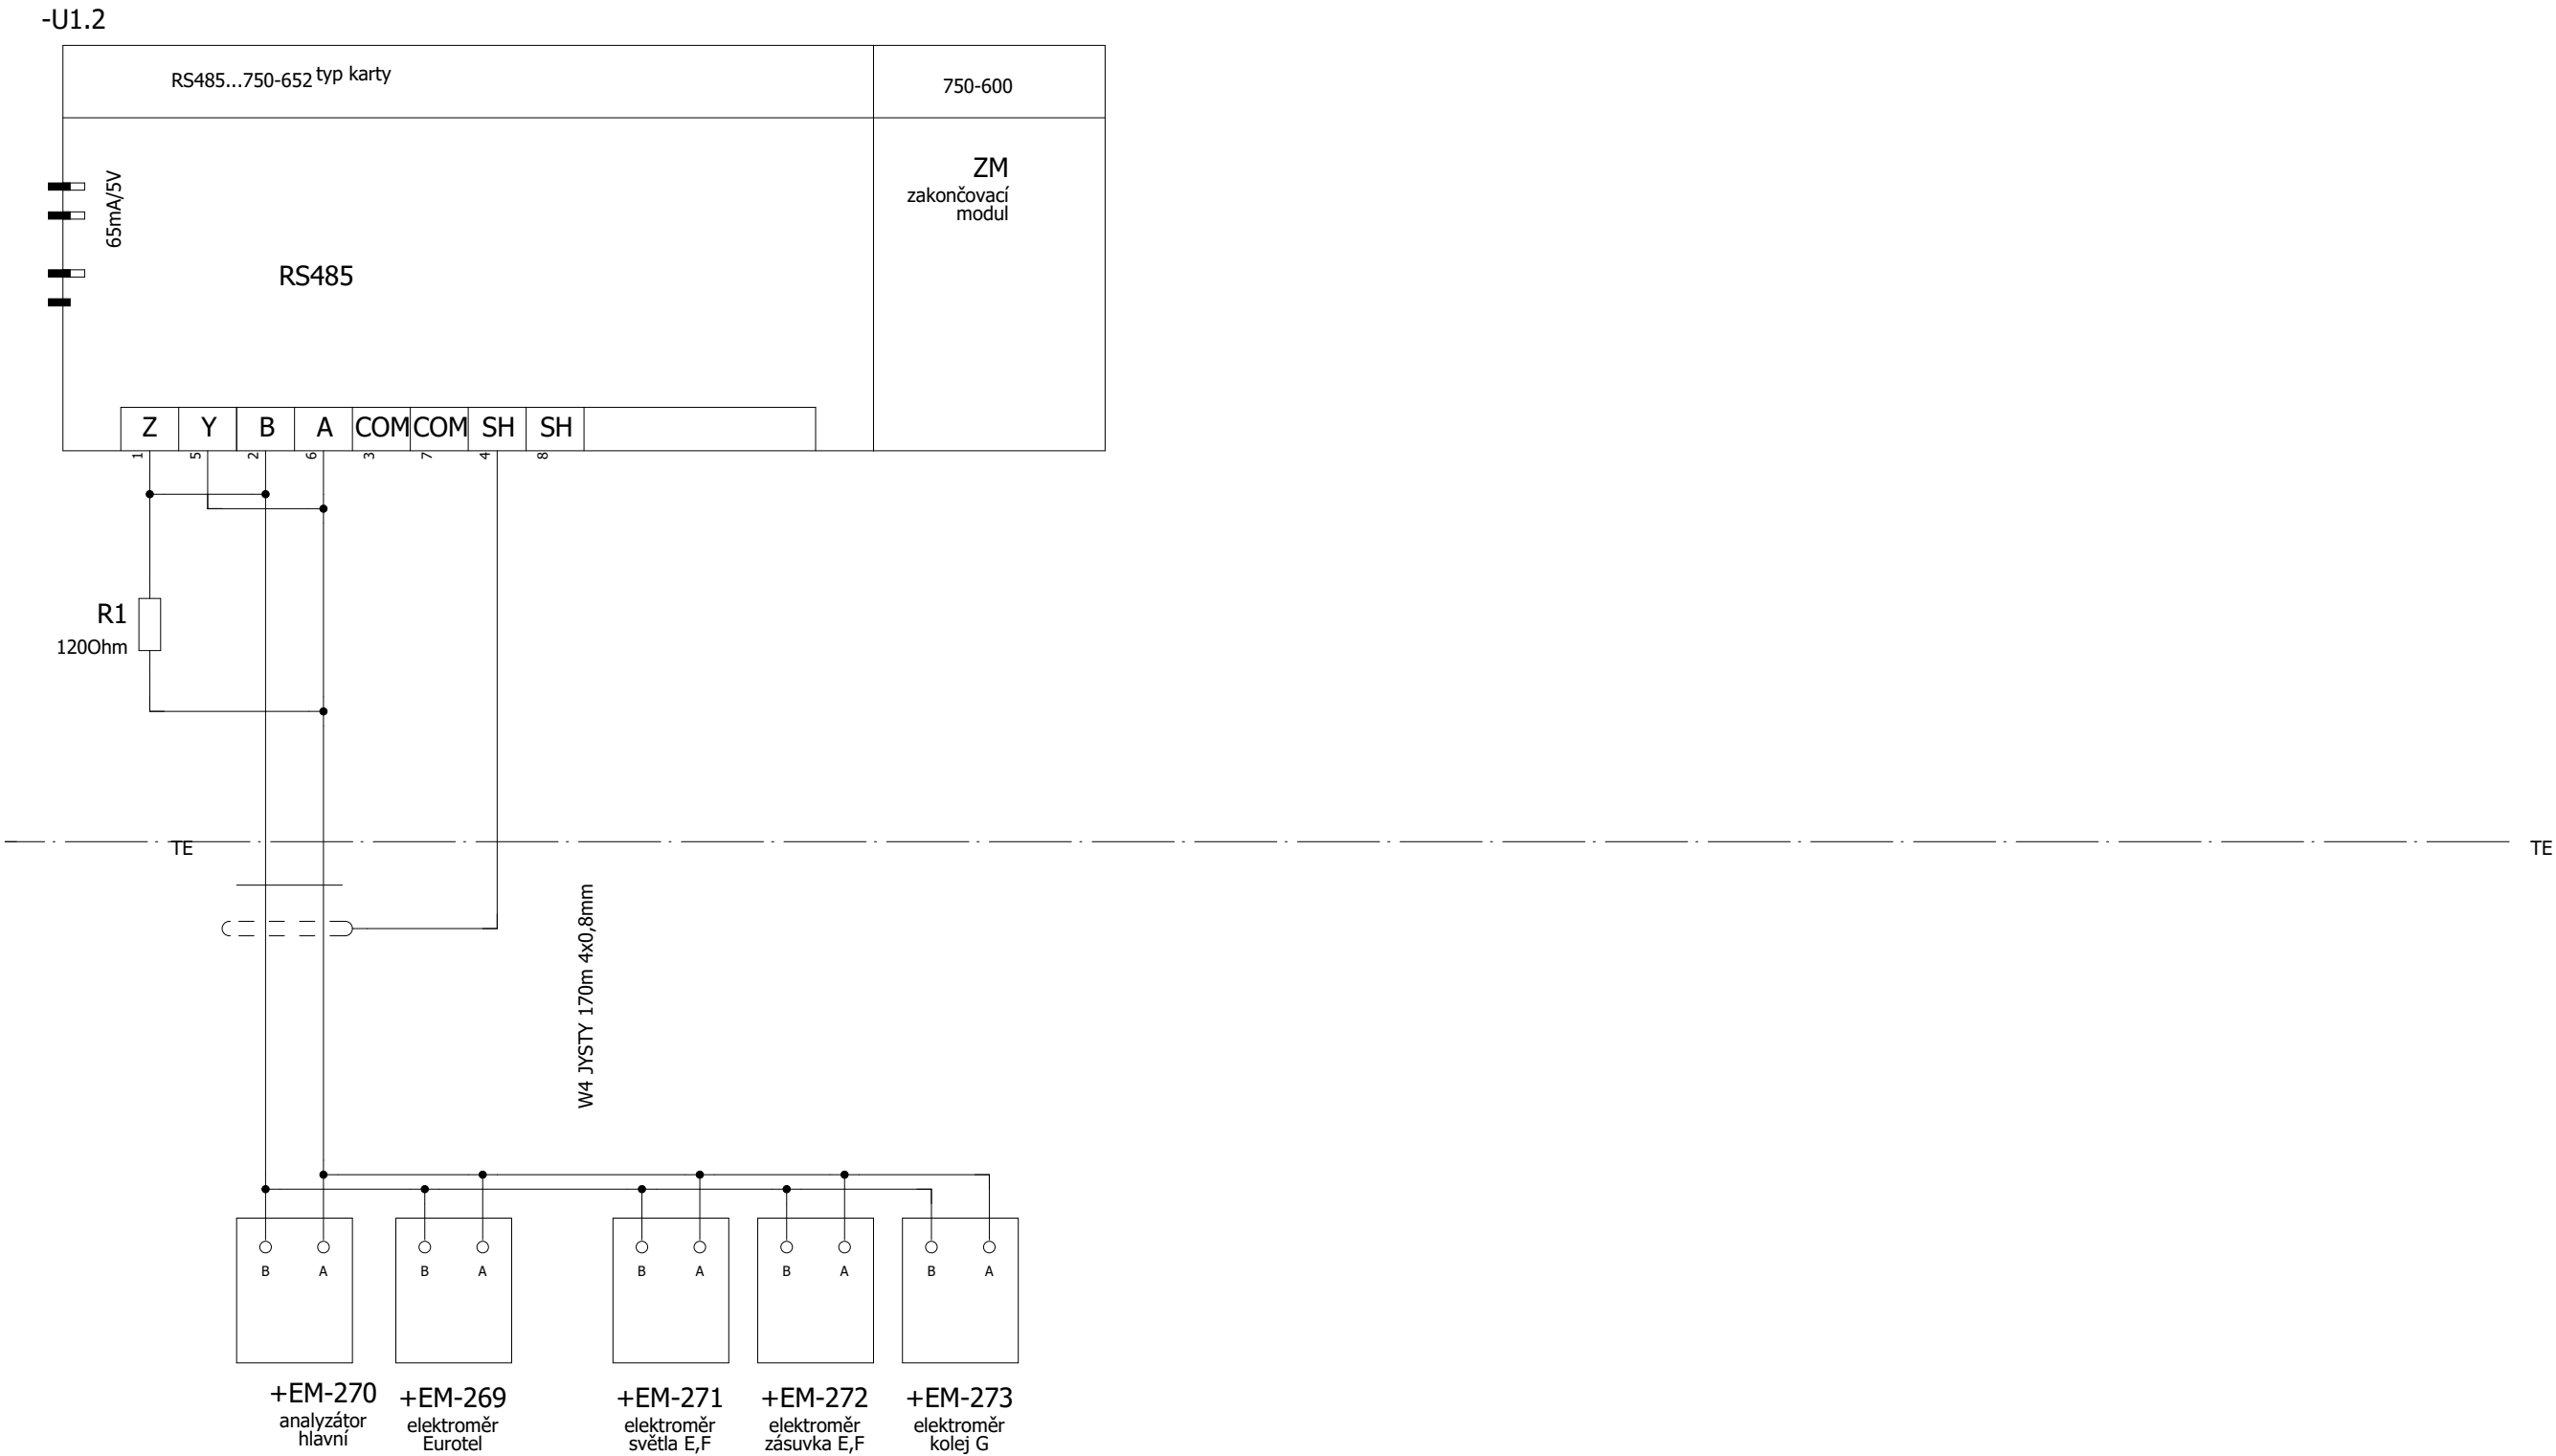 -U1.2
RS485...750-652 typ karty
750-600
65mA/5V
ZM
zakončovací
modul
RS485
Z Y B A COM COM SH SH
1 5 2 6 3 7 4 8
R1
120Ohm
TE TE
W4 JYSTY 170m 4x0,8mm
B A B A B A B A B A
+EM-270
analyzátor
hlavní
+EM-269
elektroměr
Eurotel
+EM-271
elektroměr
světla E,F
+EM-272
elektroměr
zásuvka E,F
+EM-273
elektroměr
kolej G